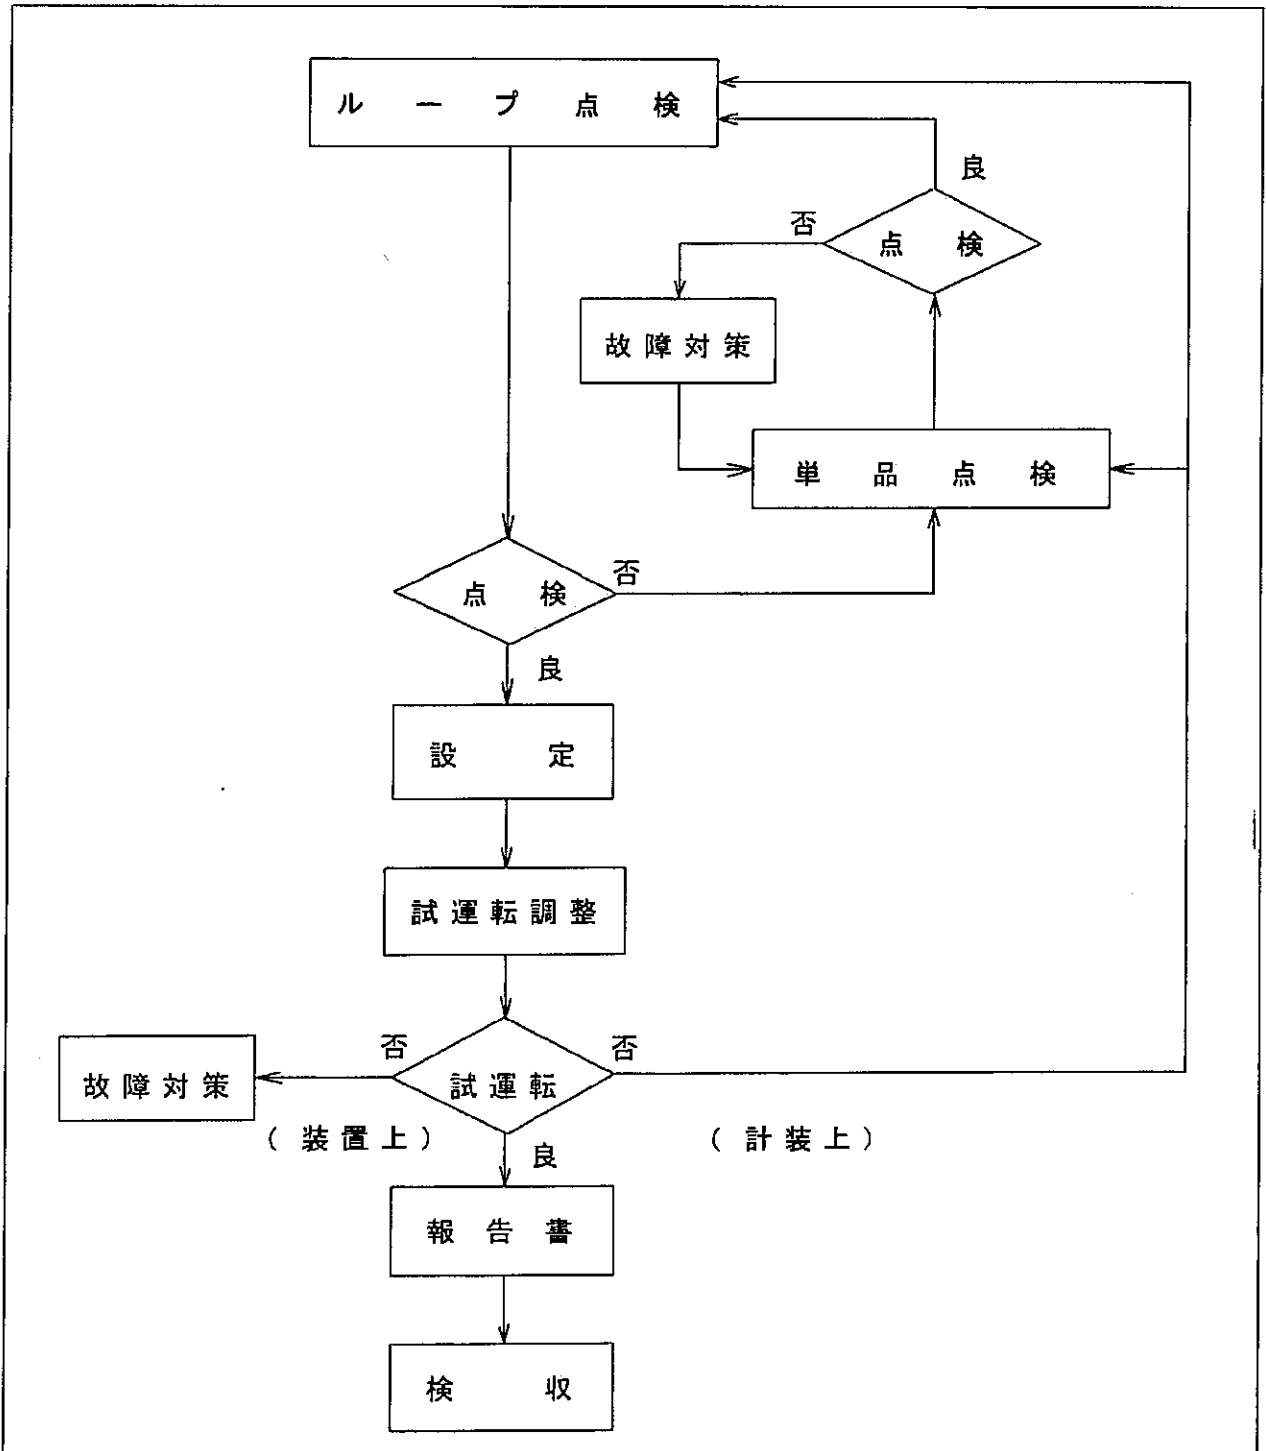 ループ点検
良
否
点検
故障対策
単品点検
点検
否
良
設定
試運転調整
否
否
故障対策
試運転
(装置上)
(計装上)
良
報告書
検収